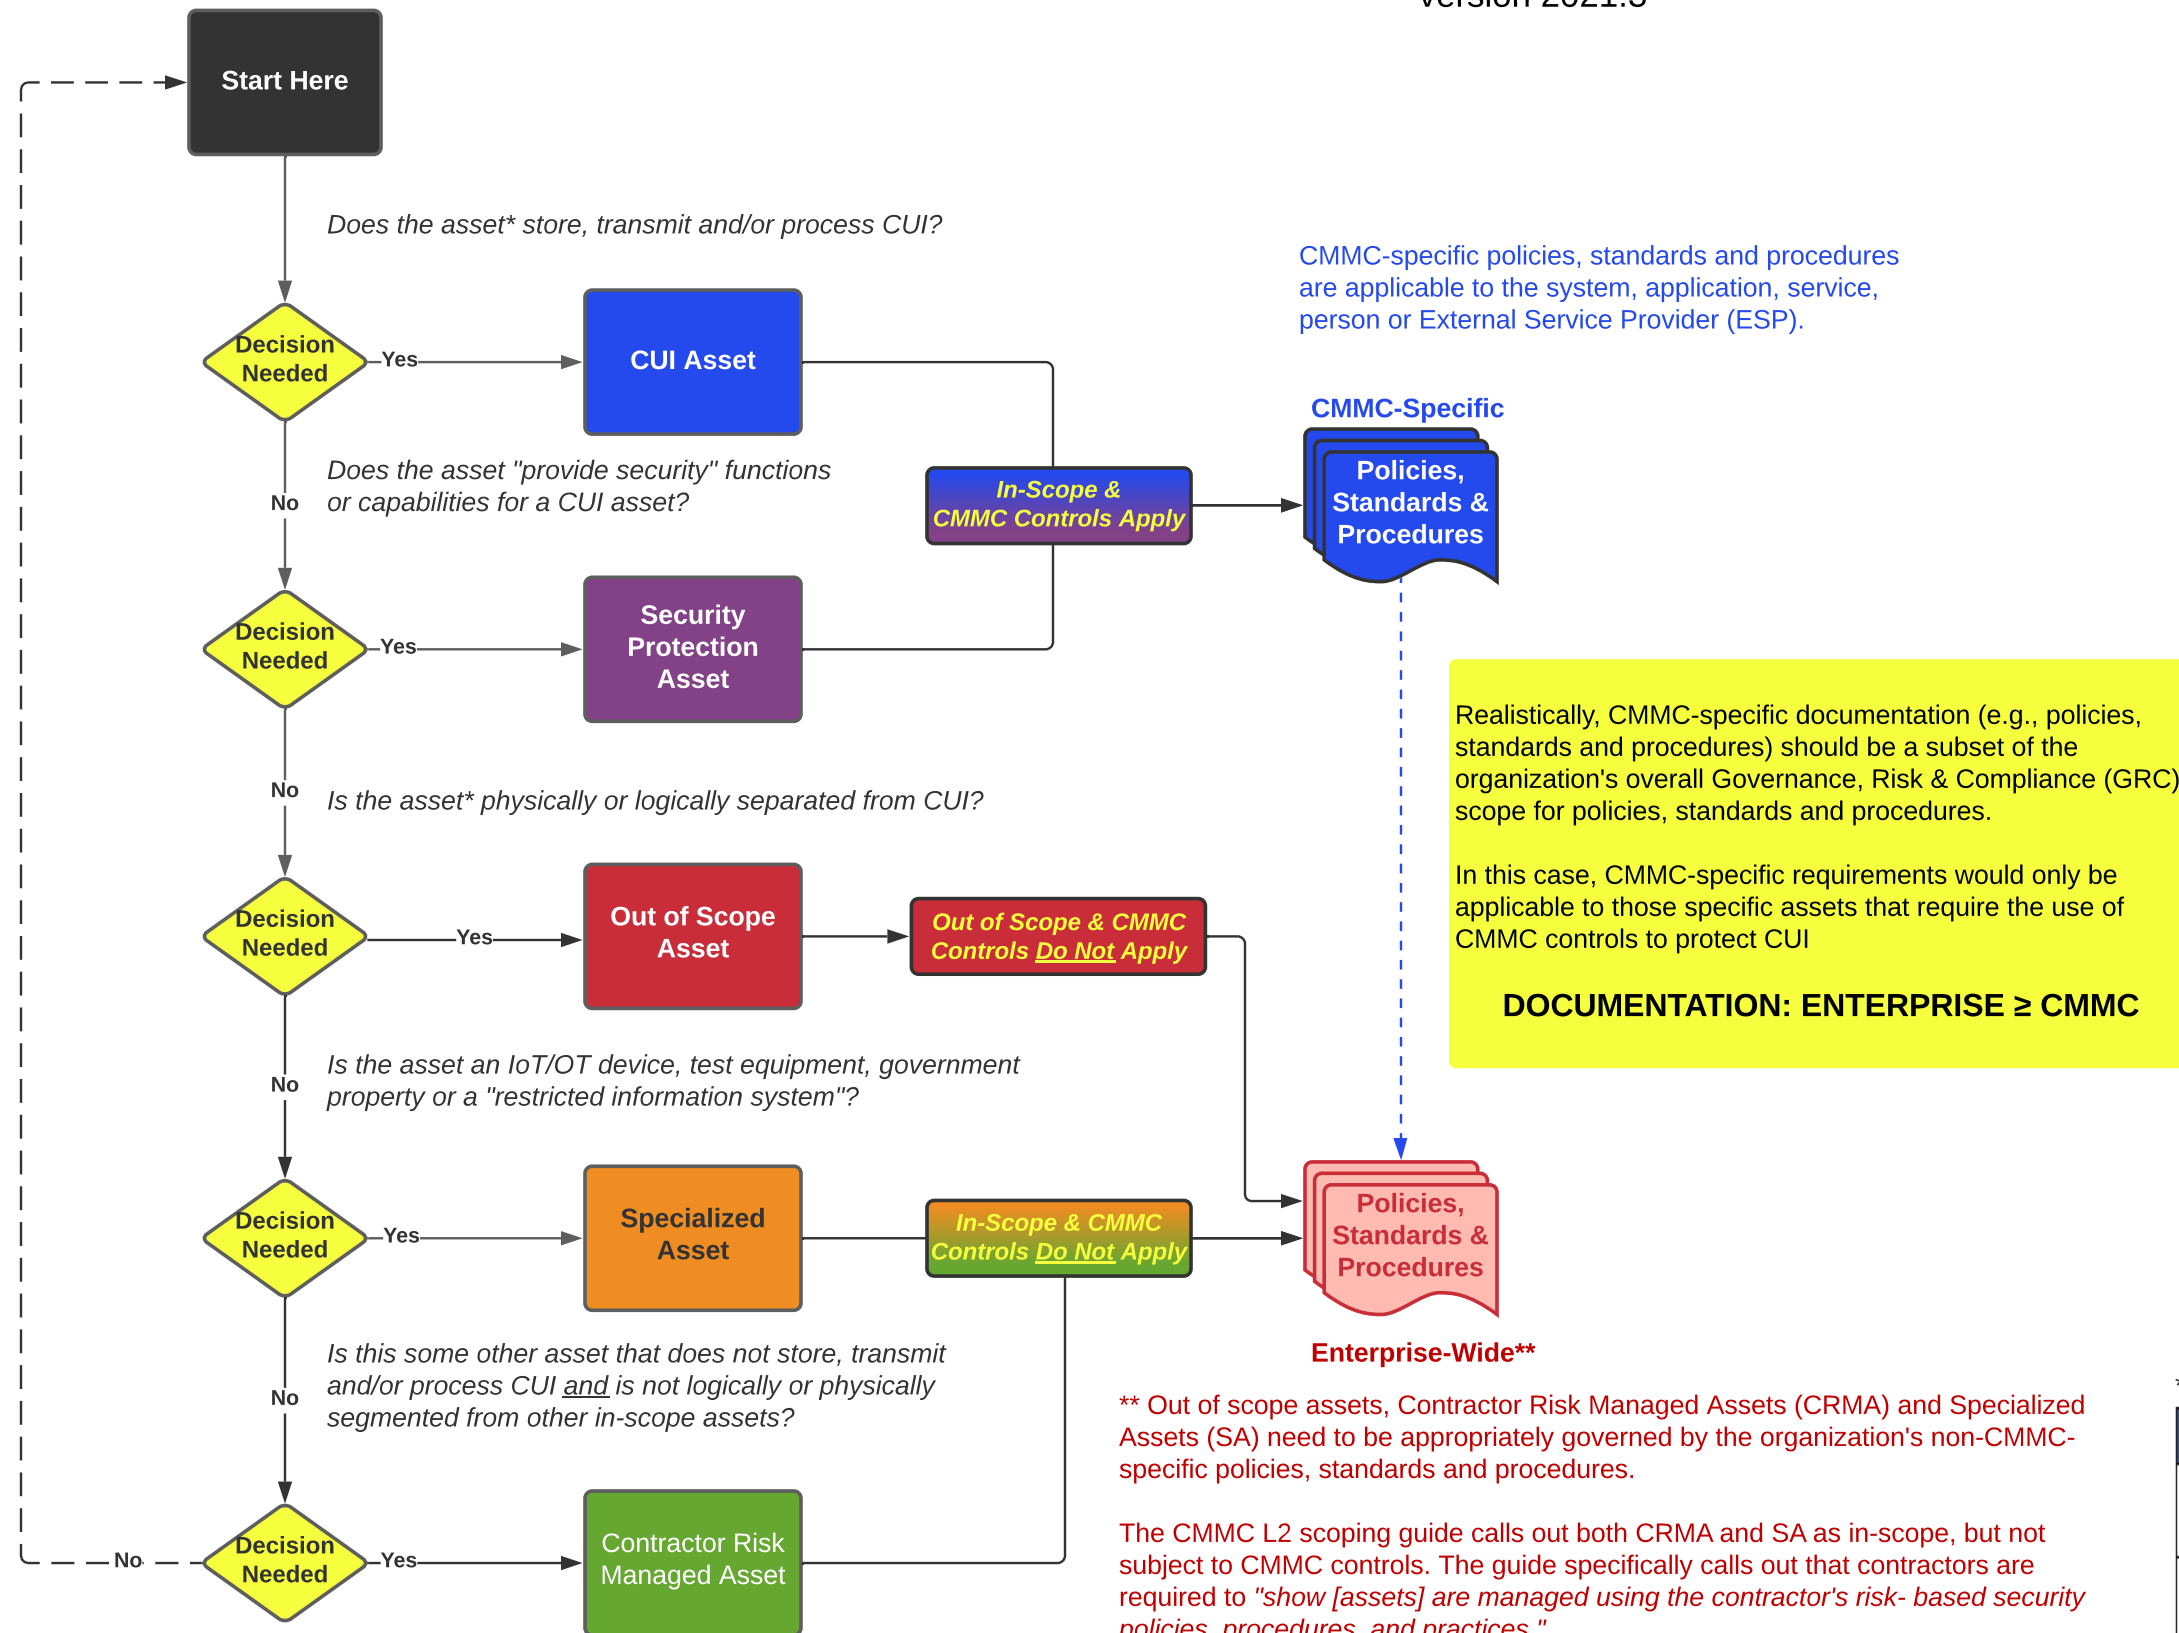 version 2021.3
Start Here
Does the asset* store, transmit and/or process CUI?
CMMC-specific policies, standards and procedures
are applicable to the system, application, service,
person or External Service Provider (ESP).
Decision
Needed
Yes
CUI Asset
CMMC-Specific
Policies,
Standards &
Procedures
No
Does the asset "provide security" functions
or capabilities for a CUI asset?
In-Scope &
CMMC Controls Apply
Decision
Needed
Yes
Security
Protection
Asset
Realistically, CMMC-specific documentation (e.g., policies,
standards and procedures) should be a subset of the
organization's overall Governance, Risk & Compliance (GRC)
scope for policies, standards and procedures.
In this case, CMMC-specific requirements would only be
applicable to those specific assets that require the use of
CMMC controls to protect CUI
DOCUMENTATION: ENTERPRISE ≥ CMMC
No
Is the asset* physically or logically separated from CUI?
Decision
Needed
Yes
Out of Scope
Asset
Out of Scope & CMMC
Controls Do Not Apply
No
Is the asset an IoT/OT device, test equipment, government
property or a "restricted information system"?
Decision
Needed
Yes
Specialized
Asset
In-Scope & CMMC
Controls Do Not Apply
Policies,
Standards &
Procedures
Enterprise-Wide**
No
Is this some other asset that does not store, transmit
and/or process CUI and is not logically or physically
segmented from other in-scope assets?
** Out of scope assets, Contractor Risk Managed Assets (CRMA) and Specialized
Assets (SA) need to be appropriately governed by the organization's non-CMMC-
specific policies, standards and procedures.
The CMMC L2 scoping guide calls out both CRMA and SA as in-scope, but not
subject to CMMC controls. The guide specifically calls out that contractors are
required to "show [assets] are managed using the contractor's risk- based security
policies, procedures, and practices."
No
Decision
Needed
Yes
Contractor Risk
Managed Asset